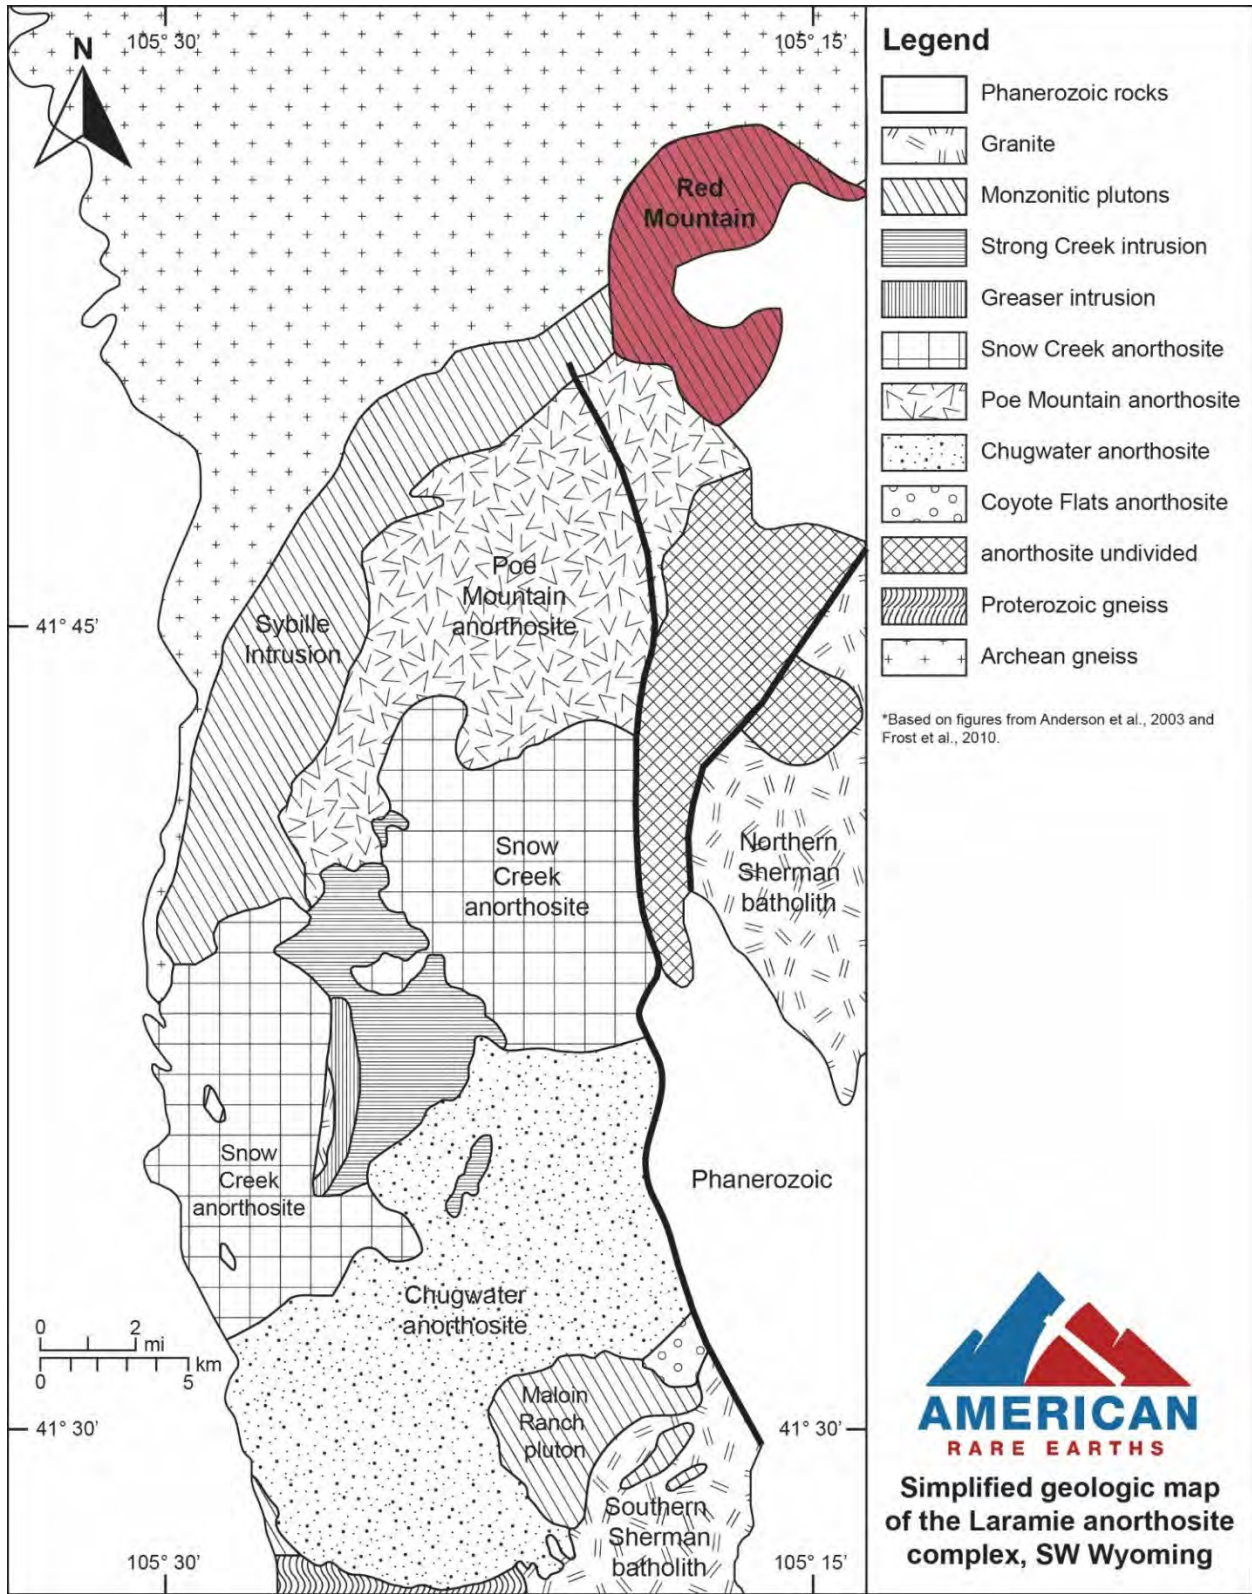 105° 30'
105° 15'
N
Red
Mountain
Poe
Mountain
anorthosite
41° 45'
Sybille
Intrusion
Snow
Creek
anorthosite
Northern
Sherman
batholith
Snow
Creek
anorthosite
Phanerozoic
Chugwater
anorthosite
0 2
mi
km
0 5
Maloin
Ranch
pluton
41° 30'
41° 30'
Southern
Sherman
batholith
105° 30'
105° 15'
Legend
Phanerozoic rocks
Granite
Monzonitic plutons
Strong Creek intrusion
Greaser intrusion
Snow Creek anorthosite
Poe Mountain anorthosite
Chugwater anorthosite
Coyote Flats anorthosite
anorthosite undivided
Proterozoic gneiss
Archean gneiss
*Based on figures from Anderson et al., 2003 and
Frost et al., 2010.
AMERICAN
RARE EARTHS
Simplified geologic map
of the Laramie anorthosite
complex, SW Wyoming